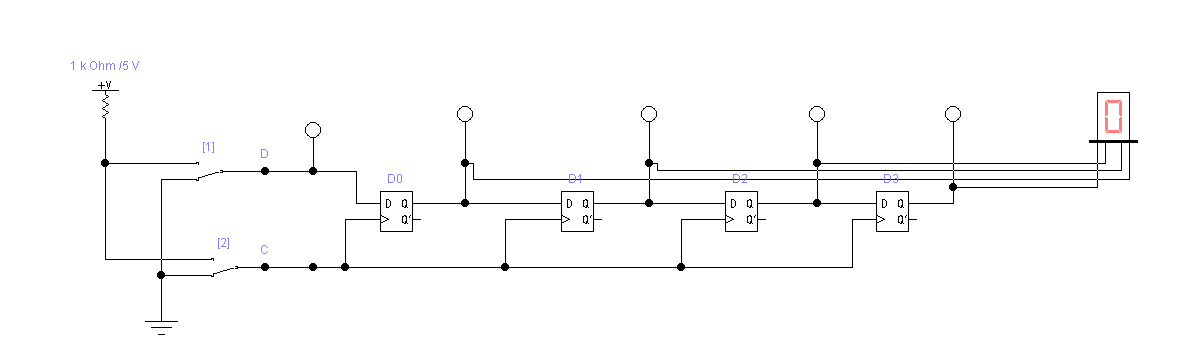 1 k Ohm /5 V
+V
[1]
D
D0
D1
D2
D3
D Q
Q'
D Q
Q'
D Q
Q'
D Q
Q'
[2]
C
0